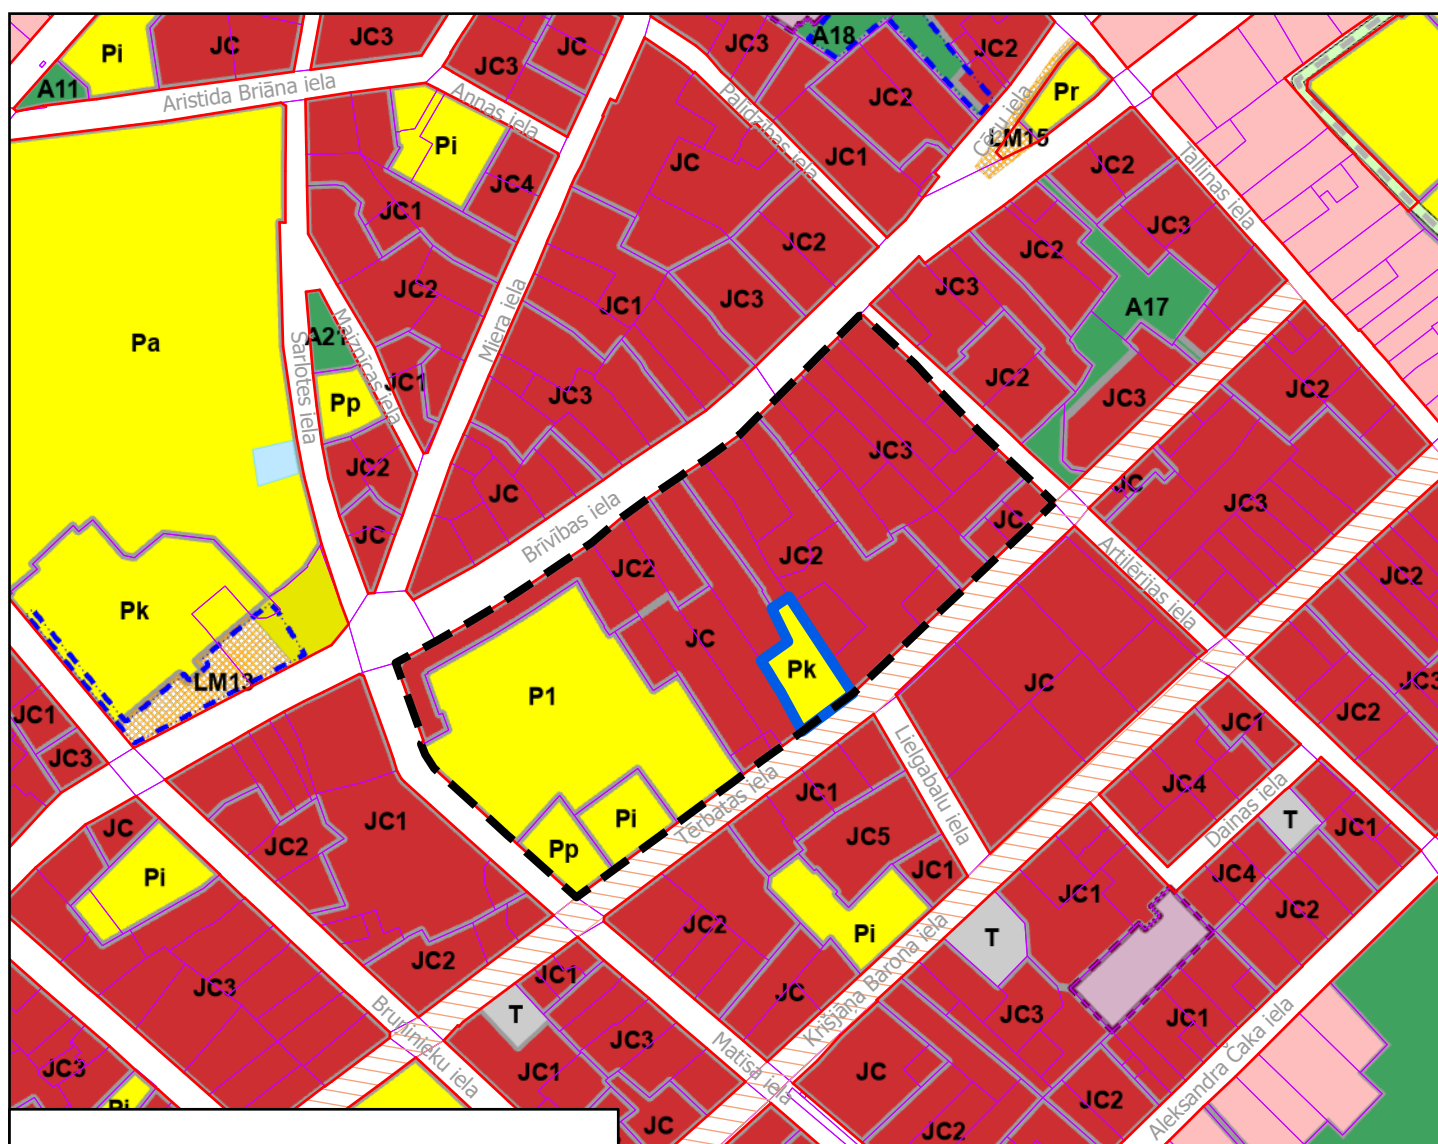 Pi
JC
JC3
JC3
JC
JC3
A18
JC2
A11
Aristida Briāna iela
Annas iela
Palīdzības iela
JC2
Cēsu iela
Pr
LM15
Pi
JC4
JC
JC1
JC2
Tallinas iela
JC1
JC2
JC2
JC3
JC2
JC3
JC3
A17
JC1
Pa
Sarlotes iela
A21
Maiznīcas iela
Miera iela
Pp
JC1
JC3
JC2
JC3
JC2
JC2
JC
Brīvības iela
JC3
JC
JC3
JC
JC
JC2
JC2
Artilērijas iela
JC2
Pk
JC
LM13
P1
Pk
JC
JC3
JC1
JC3
JC2
JC1
Lielgabalu iela
JC
JC2
JC1
Pi
Pp
Tērbatas iela
JC1
JC5
JC1
JC4
Dainas iela
T
JC1
JC4
Pi
JC2
Pi
JC1
JC2
JC3
JC2
JC1
T
Bruņinieku iela
JC3
JC1
JC
Krišjāņa Barona iela
T
JC3
JC1
JC3
Pi
Matīsa iela
JC
JC
JC2
JC2
Aleksandra Čaka iela